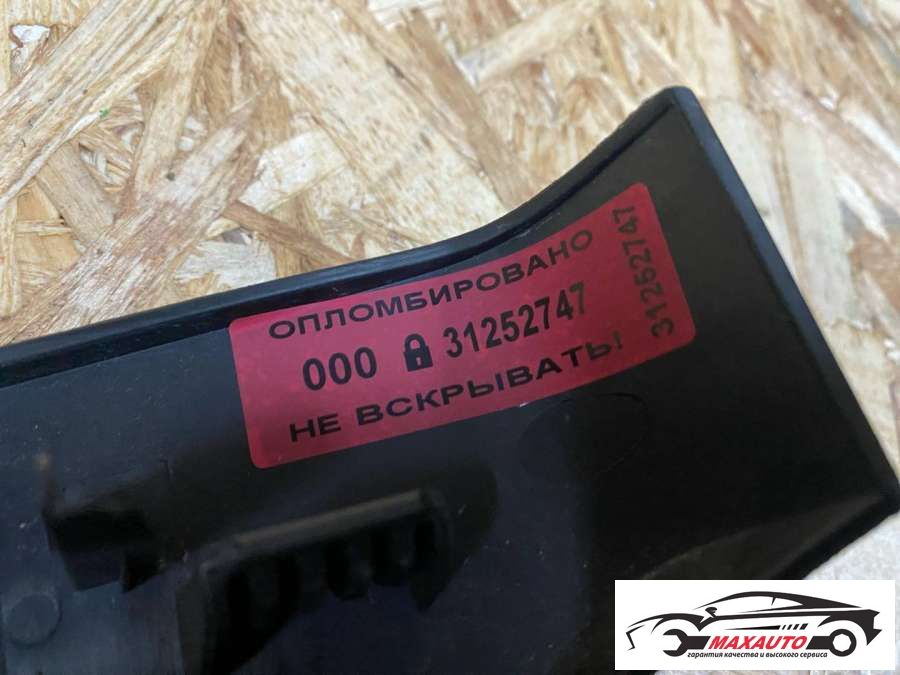 ОПЛОМБИРОВАНО
000 31252747
НЕ ВСКРЫВАТЬ!
31252747
MAXAUTO
гарантия качества и высокого сервиса